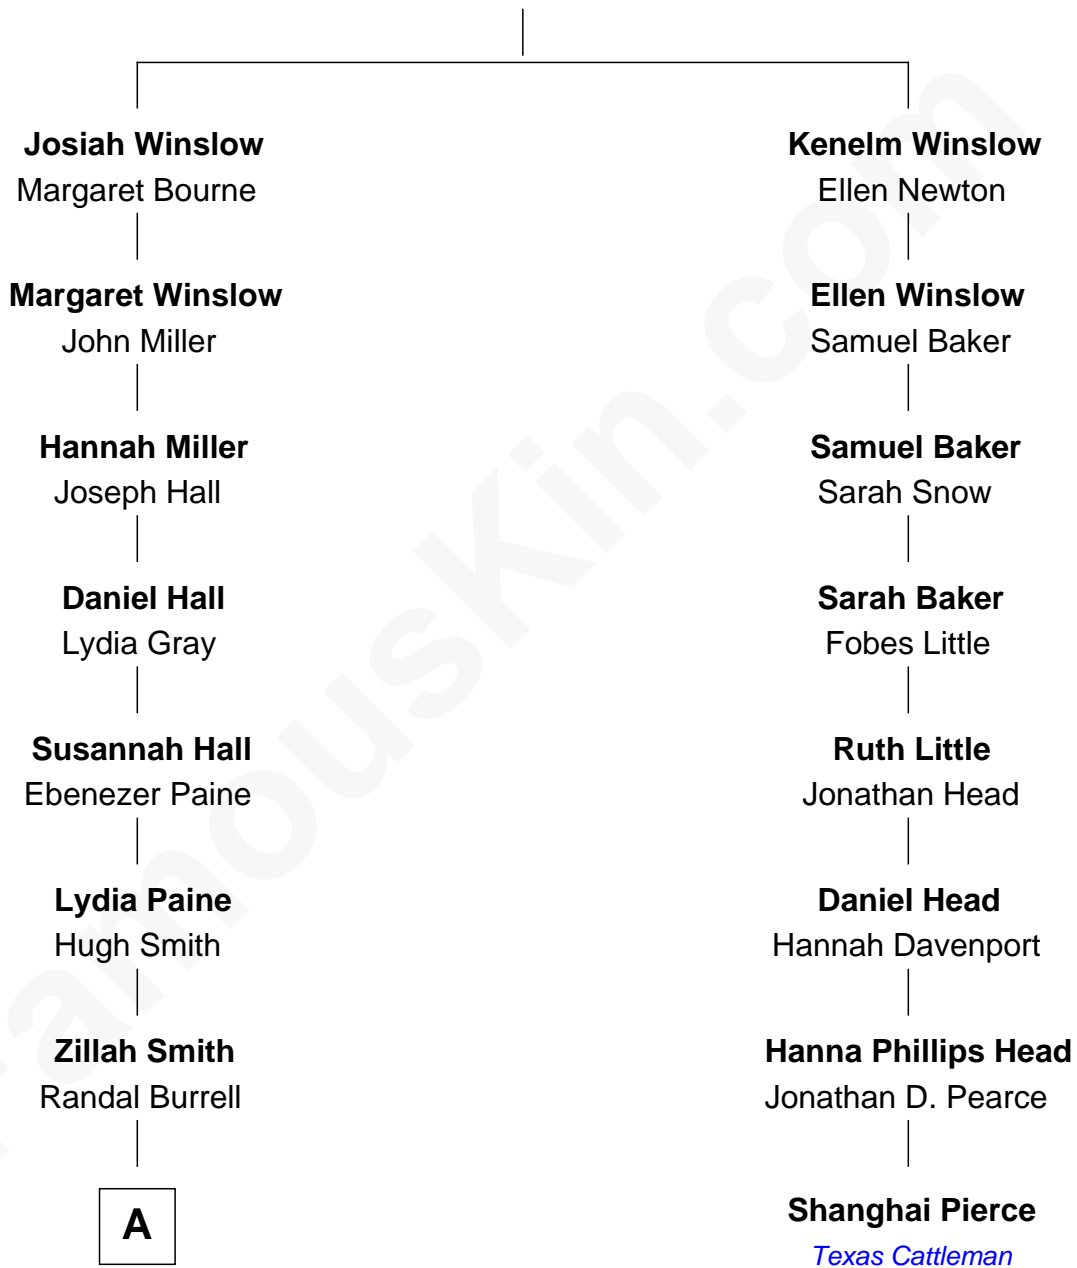 Josiah Winslow
Margaret Bourne
Margaret Winslow
John Miller
Hannah Miller
Joseph Hall
Daniel Hall
Lydia Gray
Susannah Hall
Ebenezer Paine
Lydia Paine
Hugh Smith
Zillah Smith
Randal Burrell
A
Kenelm Winslow
Ellen Newton
Ellen Winslow
Samuel Baker
Samuel Baker
Sarah Snow
Sarah Baker
Fobes Little
Ruth Little
Jonathan Head
Daniel Head
Hannah Davenport
Hanna Phillips Head
Jonathan D. Pearce
Shanghai Pierce
Texas Cattleman
FamousKin.com